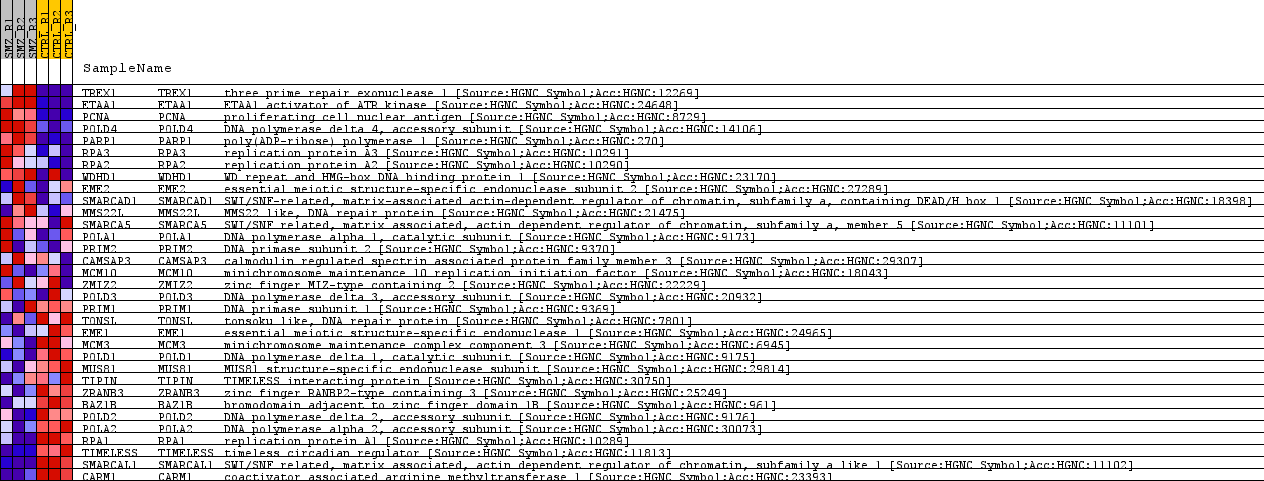 SMZ_R1
SMZ_R2
SMZ_R3
CTRL_R1
CTRL_R2
CTRL_R3
SampleName
TREX1 TREX1 three prime repair exonuclease 1 [Source:HGNC Symbol;Acc:HGNC:12269]
ETAA1 ETAA1 ETAA1 activator of ATR kinase [Source:HGNC Symbol;Acc:HGNC:24648]
PCNA PCNA proliferating cell nuclear antigen [Source:HGNC Symbol;Acc:HGNC:8729]
POLD4 POLD4 DNA polymerase delta 4, accessory subunit [Source:HGNC Symbol;Acc:HGNC:14106]
PARP1 PARP1 poly(ADP-ribose) polymerase 1 [Source:HGNC Symbol;Acc:HGNC:270]
RPA3 RPA3 replication protein A3 [Source:HGNC Symbol;Acc:HGNC:10291]
RPA2 RPA2 replication protein A2 [Source:HGNC Symbol;Acc:HGNC:10290]
WDHD1 WDHD1 WD repeat and HMG-box DNA binding protein 1 [Source:HGNC Symbol;Acc:HGNC:23170]
EME2 EME2 essential meiotic structure-specific endonuclease subunit 2 [Source:HGNC Symbol;Acc:HGNC:27289]
SMARCAD1 SMARCAD1 SWI/SNF-related, matrix-associated actin-dependent regulator of chromatin, subfamily a, containing DEAD/H box 1 [Source:HGNC Symbol;Acc:HGNC:18398]
MMS22L MMS22L MMS22 like, DNA repair protein [Source:HGNC Symbol;Acc:HGNC:21475]
SMARCA5 SMARCA5 SWI/SNF related, matrix associated, actin dependent regulator of chromatin, subfamily a, member 5 [Source:HGNC Symbol;Acc:HGNC:11101]
POLA1 POLA1 DNA polymerase alpha 1, catalytic subunit [Source:HGNC Symbol;Acc:HGNC:9173]
PRIM2 PRIM2 DNA primase subunit 2 [Source:HGNC Symbol;Acc:HGNC:9370]
CAMSAP3 CAMSAP3 calmodulin regulated spectrin associated protein family member 3 [Source:HGNC Symbol;Acc:HGNC:29307]
MCM10 MCM10 minichromosome maintenance 10 replication initiation factor [Source:HGNC Symbol;Acc:HGNC:18043]
ZMIZ2 ZMIZ2 zinc finger MIZ-type containing 2 [Source:HGNC Symbol;Acc:HGNC:22229]
POLD3 POLD3 DNA polymerase delta 3, accessory subunit [Source:HGNC Symbol;Acc:HGNC:20932]
PRIM1 PRIM1 DNA primase subunit 1 [Source:HGNC Symbol;Acc:HGNC:9369]
TONSL TONSL tonsoku like, DNA repair protein [Source:HGNC Symbol;Acc:HGNC:7801]
EME1 EME1 essential meiotic structure-specific endonuclease 1 [Source:HGNC Symbol;Acc:HGNC:24965]
MCM3 MCM3 minichromosome maintenance complex component 3 [Source:HGNC Symbol;Acc:HGNC:6945]
POLD1 POLD1 DNA polymerase delta 1, catalytic subunit [Source:HGNC Symbol;Acc:HGNC:9175]
MUS81 MUS81 MUS81 structure-specific endonuclease subunit [Source:HGNC Symbol;Acc:HGNC:29814]
TIPIN TIPIN TIMELESS interacting protein [Source:HGNC Symbol;Acc:HGNC:30750]
ZRANB3 ZRANB3 zinc finger RANBP2-type containing 3 [Source:HGNC Symbol;Acc:HGNC:25249]
BAZ1B BAZ1B bromodomain adjacent to zinc finger domain 1B [Source:HGNC Symbol;Acc:HGNC:961]
POLD2 POLD2 DNA polymerase delta 2, accessory subunit [Source:HGNC Symbol;Acc:HGNC:9176]
POLA2 POLA2 DNA polymerase alpha 2, accessory subunit [Source:HGNC Symbol;Acc:HGNC:30073]
RPA1 RPA1 replication protein A1 [Source:HGNC Symbol;Acc:HGNC:10289]
TIMELESS TIMELESS timeless circadian regulator [Source:HGNC Symbol;Acc:HGNC:11813]
SMARCAL1 SMARCAL1 SWI/SNF related, matrix associated, actin dependent regulator of chromatin, subfamily a like 1 [Source:HGNC Symbol;Acc:HGNC:11102]
CARM1 CARM1 coactivator associated arginine methyltransferase 1 [Source:HGNC Symbol;Acc:HGNC:23393]